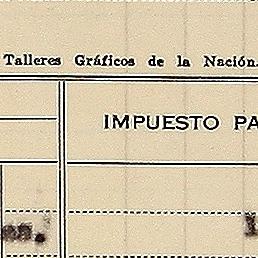 Talleres Gráficos de la Nación.
IMPUESTO PA